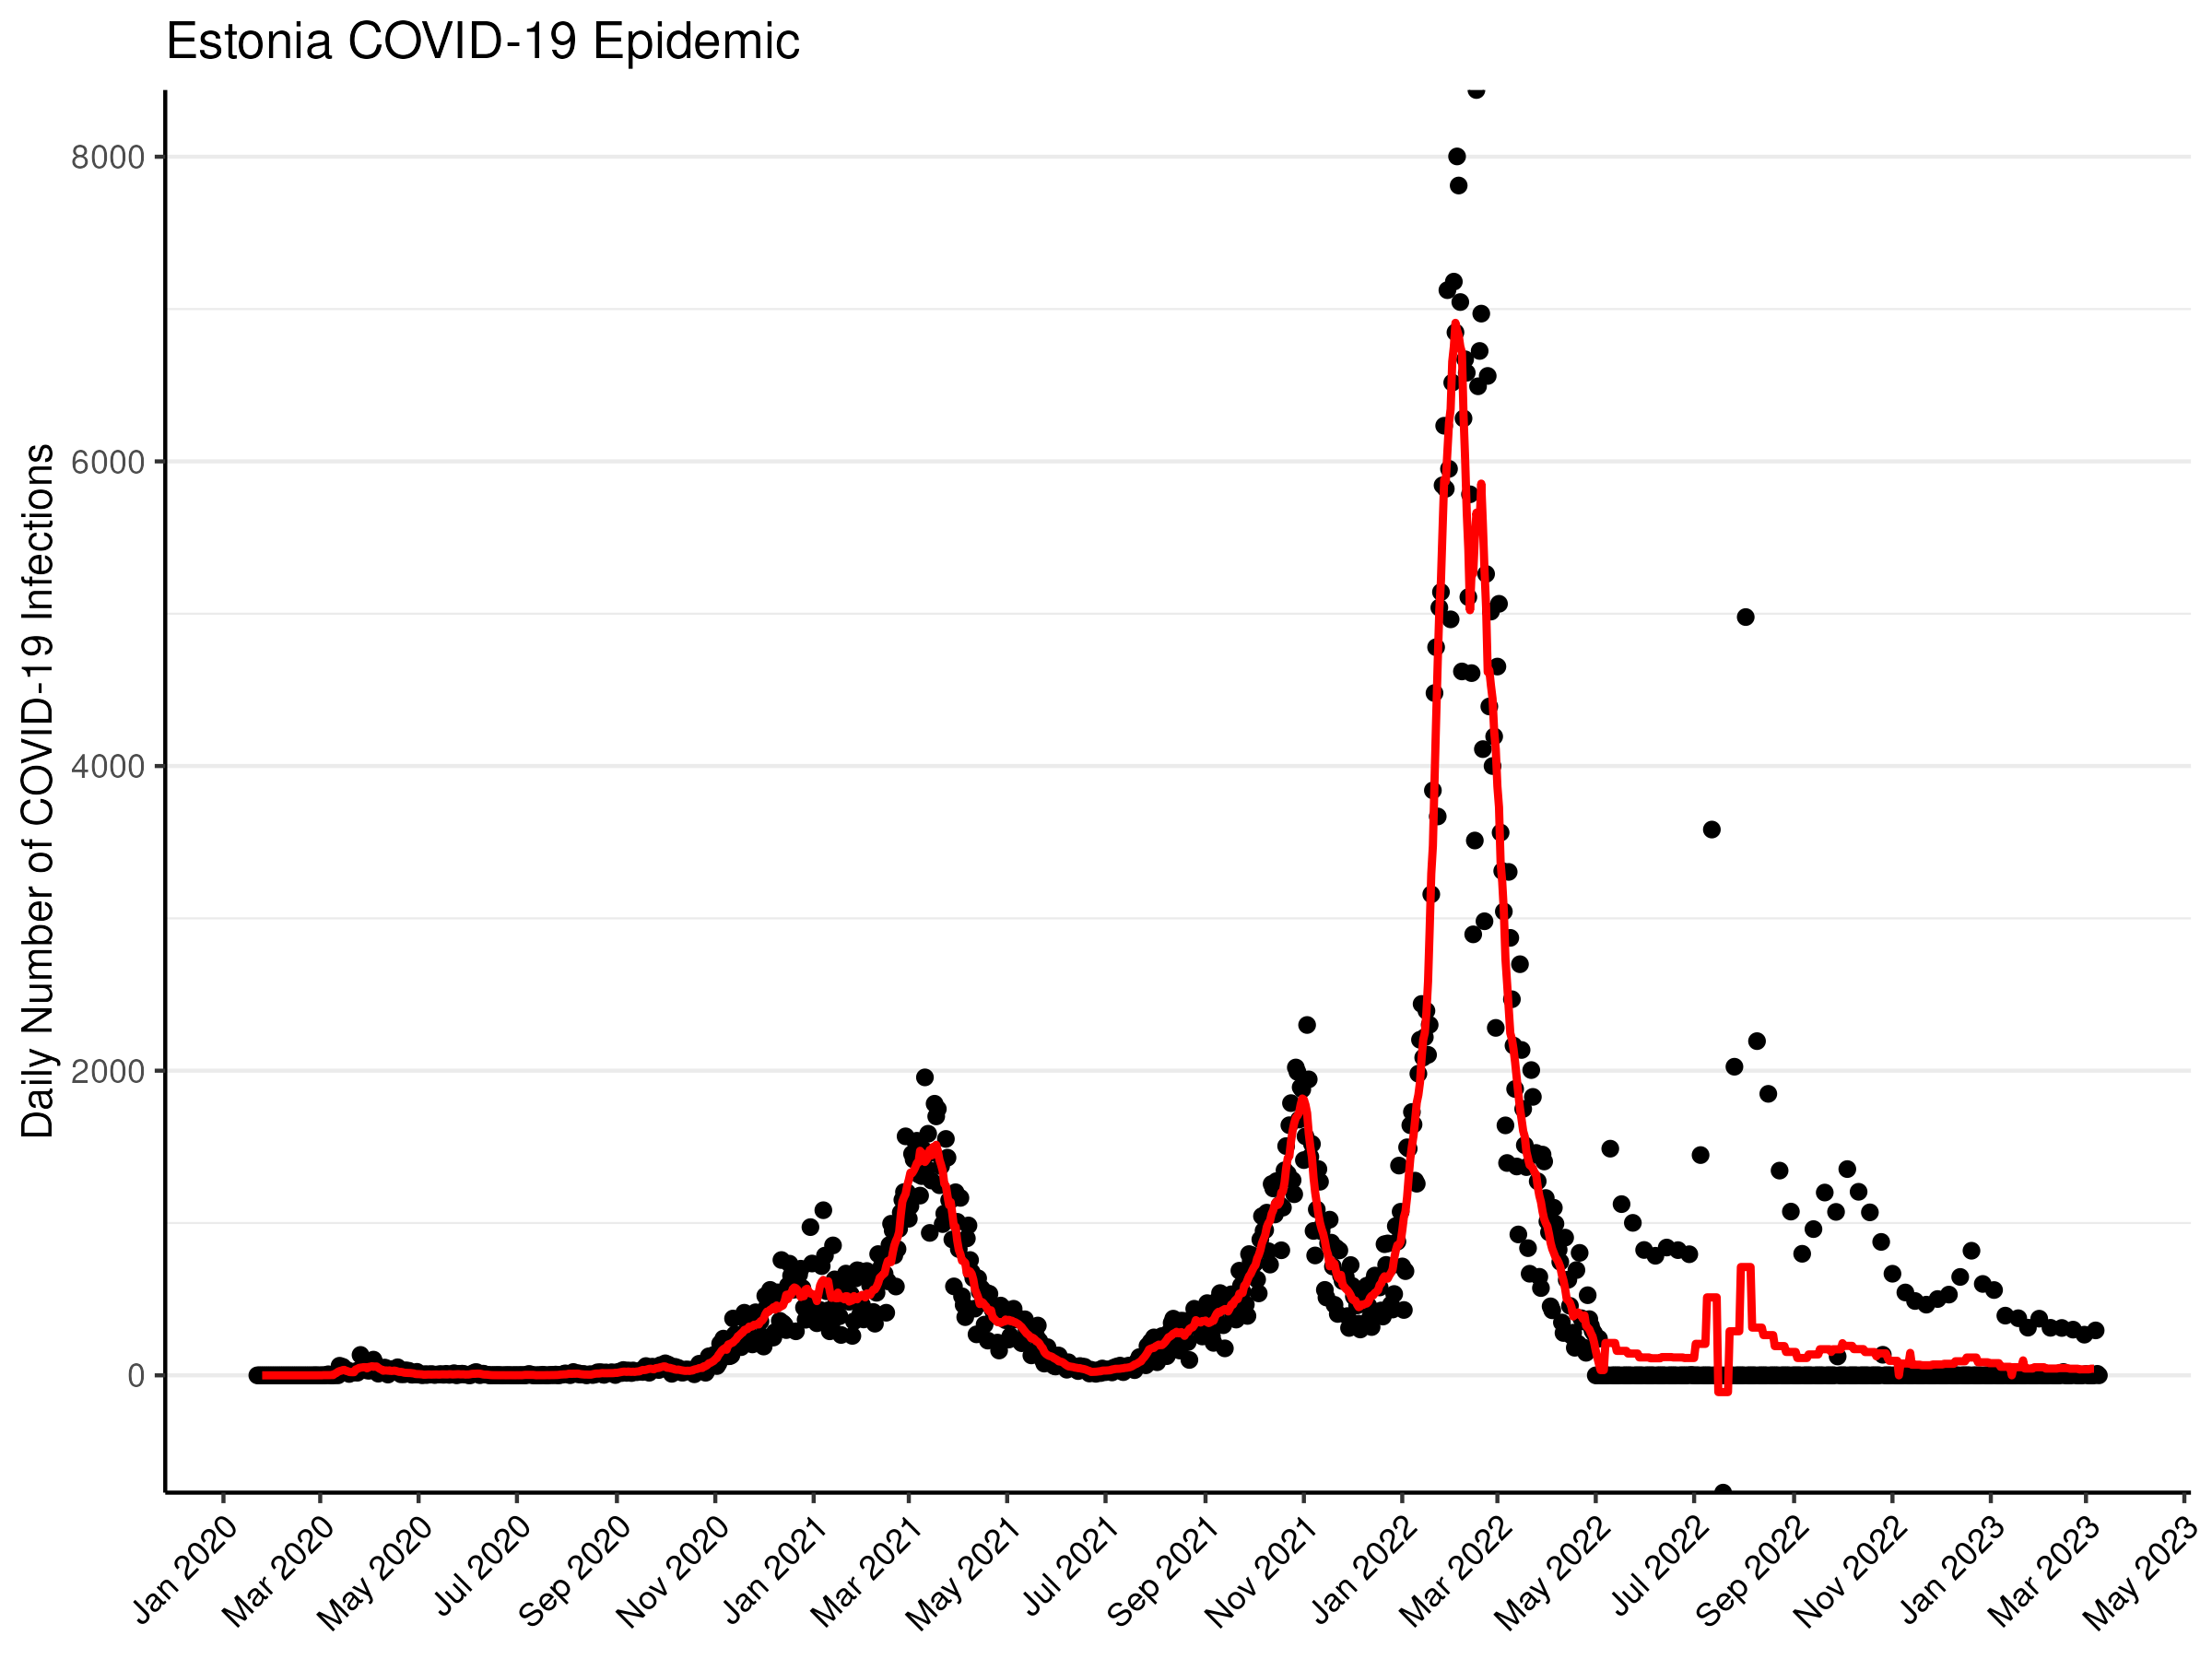 Estonia COVID-19 Epidemic
Daily Number of COVID-19 Infections
8000
6000
4000
2000
0
Jan 2020
Mar 2020
May 2020
Jul 2020
Sep 2020
Nov 2020
Jan 2021
Mar 2021
May 2021
Jul 2021
Sep 2021
Nov 2021
Jan 2022
Mar 2022
May 2022
Jul 2022
Sep 2022
Nov 2022
Jan 2023
Mar 2023
May 2023